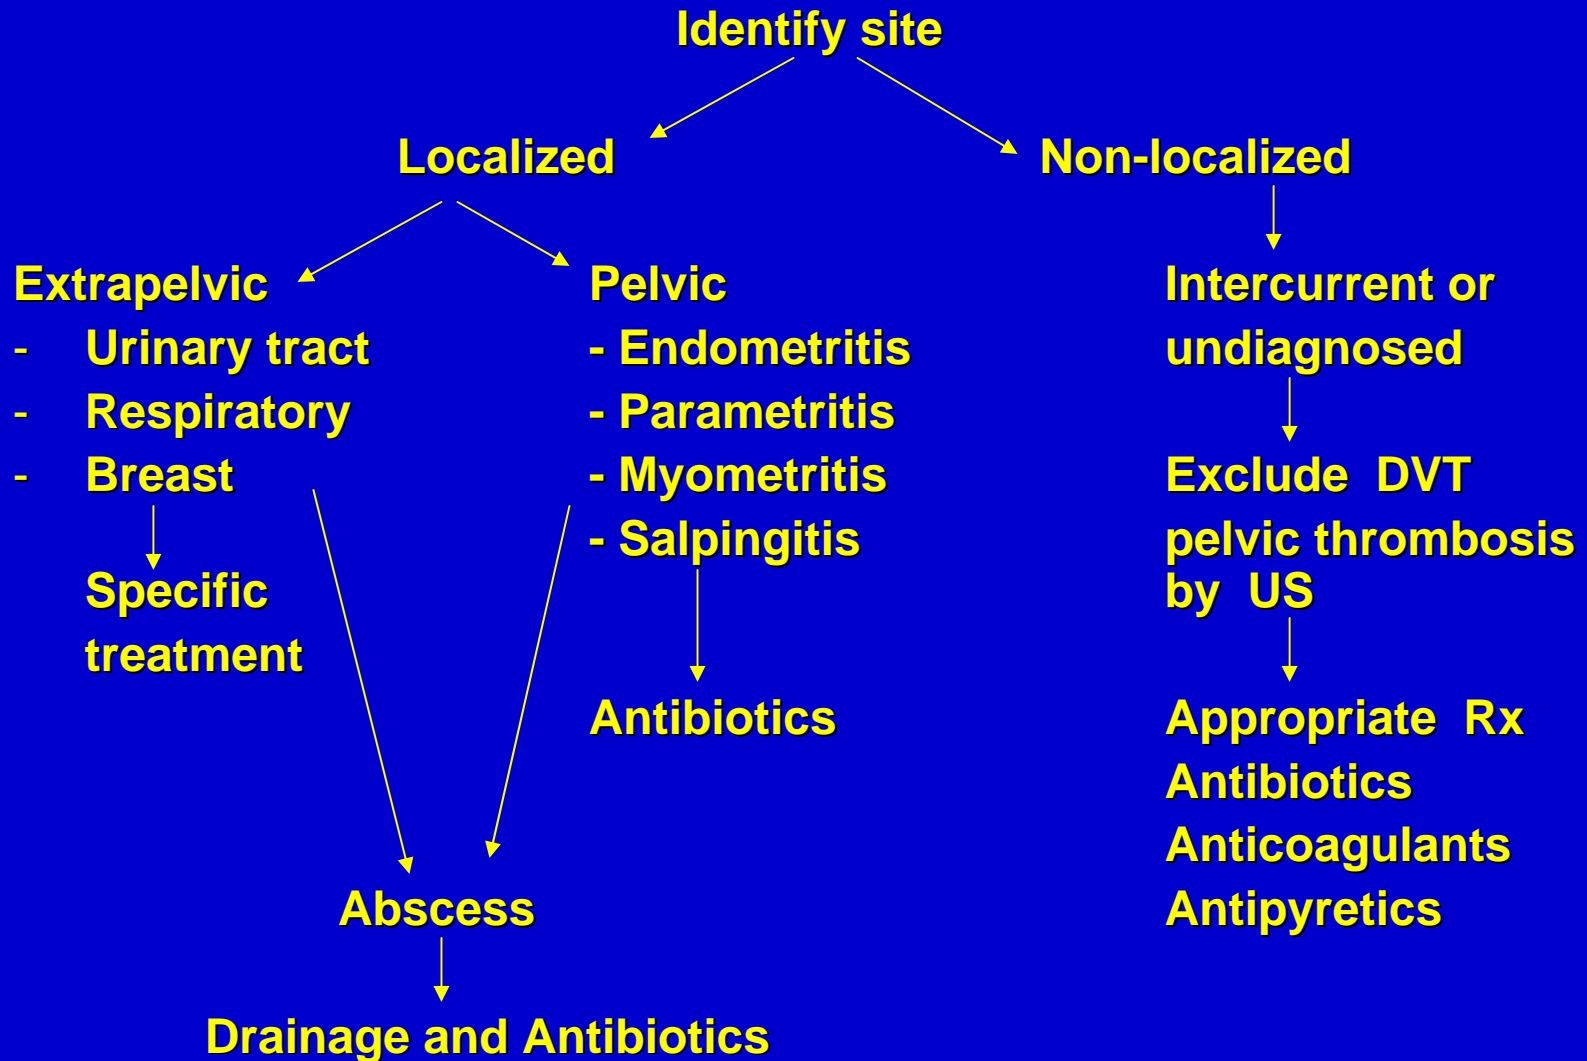 Identify site
Localized
Non-localized
Extrapelvic
- Urinary tract
- Respiratory
- Breast
Specific
treatment
Pelvic
- Endometritis
- Parametritis
- Myometritis
- Salpingitis
Antibiotics
Abscess
Drainage and Antibiotics
Intercurrent or
undiagnosed
Exclude DVT
pelvic thrombosis
by US
Appropriate Rx
Antibiotics
Anticoagulants
Antipyretics